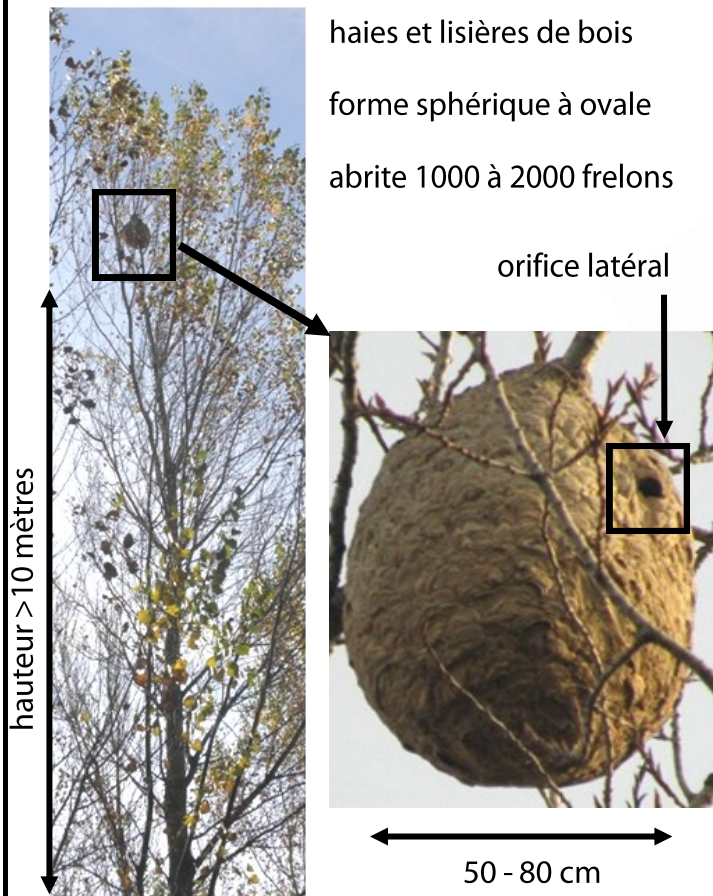 haies et lisières de bois
forme sphérique à ovale
abrite 1000 à 2000 frelons
orifice latéral
hauteur >10 mètres
50 - 80 cm